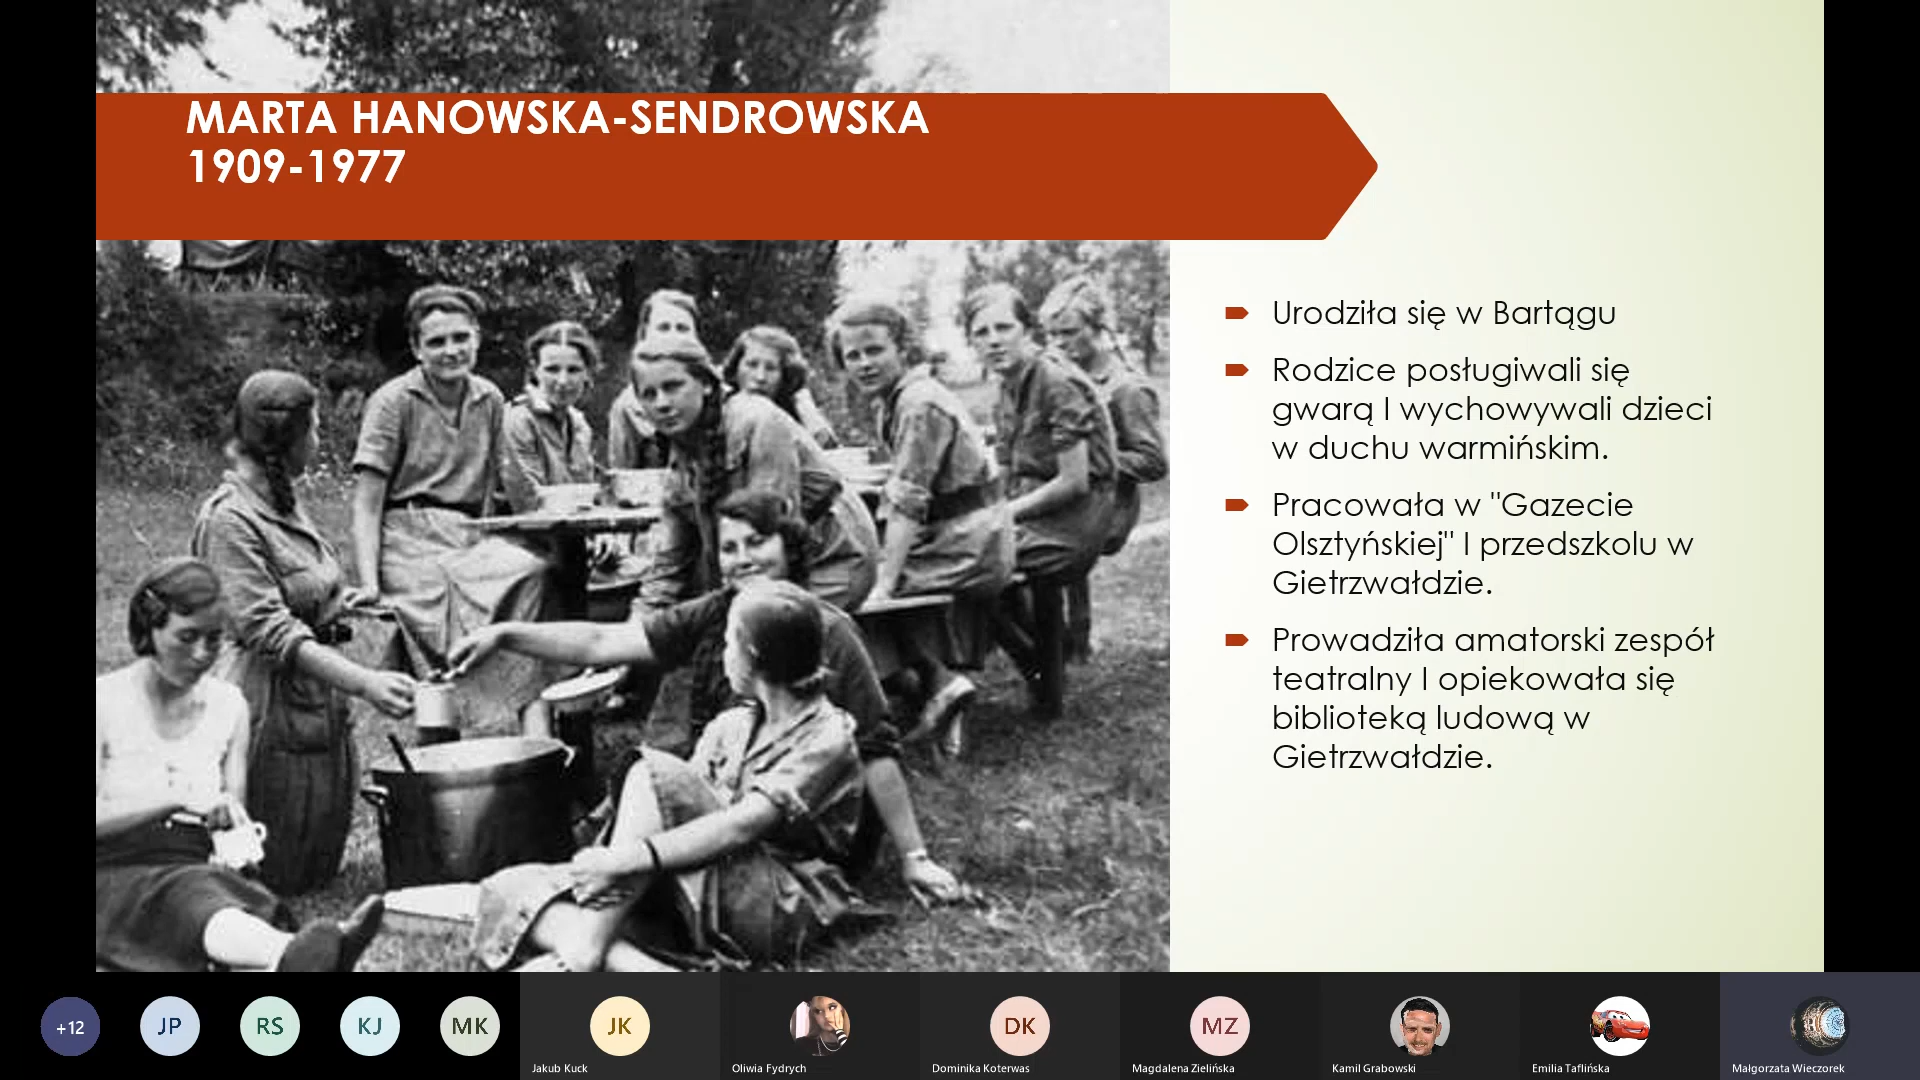 MARTA HANOWSKA-SENDROWSKA
1909-1977
Urodziła się w Bartągu
Rodzice posługiwali się
gwarą I wychowywali dzieci
w duchu warmińskim.
Pracowała w "Gazecie
Olsztyńskiej" I przedszkolu w
Gietrzwałdzie.
Prowadziła amatorski zespół
teatralny I opiekowała się
biblioteką ludową w
Gietrzwałdzie.
+12
JP
RS
KJ
MK
JK
DK
MZ
Jakub Kuck
Oliwia Fydrych
Dominika Koterwas
Magdalena Zielińska
Kamil Grabowski
Emilia Taflińska
Małgorzata Wieczorek